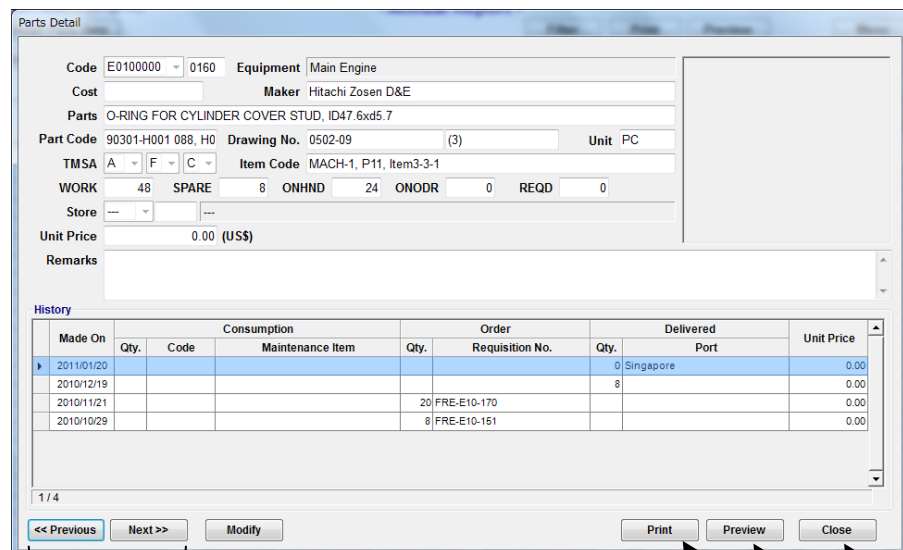 Parts Detail
Code E0100000 0160 Equipment Main Engine
Cost Maker Hitachi Zosen D&E
Parts O-RING FOR CYLINDER COVER STUD, ID47.6xd5.7
Part Code 90301-H001 088, H0 Drawing No. 0502-09 (3) Unit PC
TMSA A F C Item Code MACH-1, P11, Item3-3-1
WORK 48 SPARE 8 ONHND 24 ONODR 0 REQD 0
Store --- ---
Unit Price 0.00 (US$)
Remarks
History
Made On Consumption Order Delivered Unit Price
Qty. Code Maintenance Item Qty. Requisition No. Qty. Port
2011/01/20 0 Singapore 0.00
2010/12/19 8 0.00
2010/11/21 20 FRE-E10-170 0.00
2010/10/29 8 FRE-E10-151 0.00
1 / 4
<< Previous Next >> Modify Print Preview Close